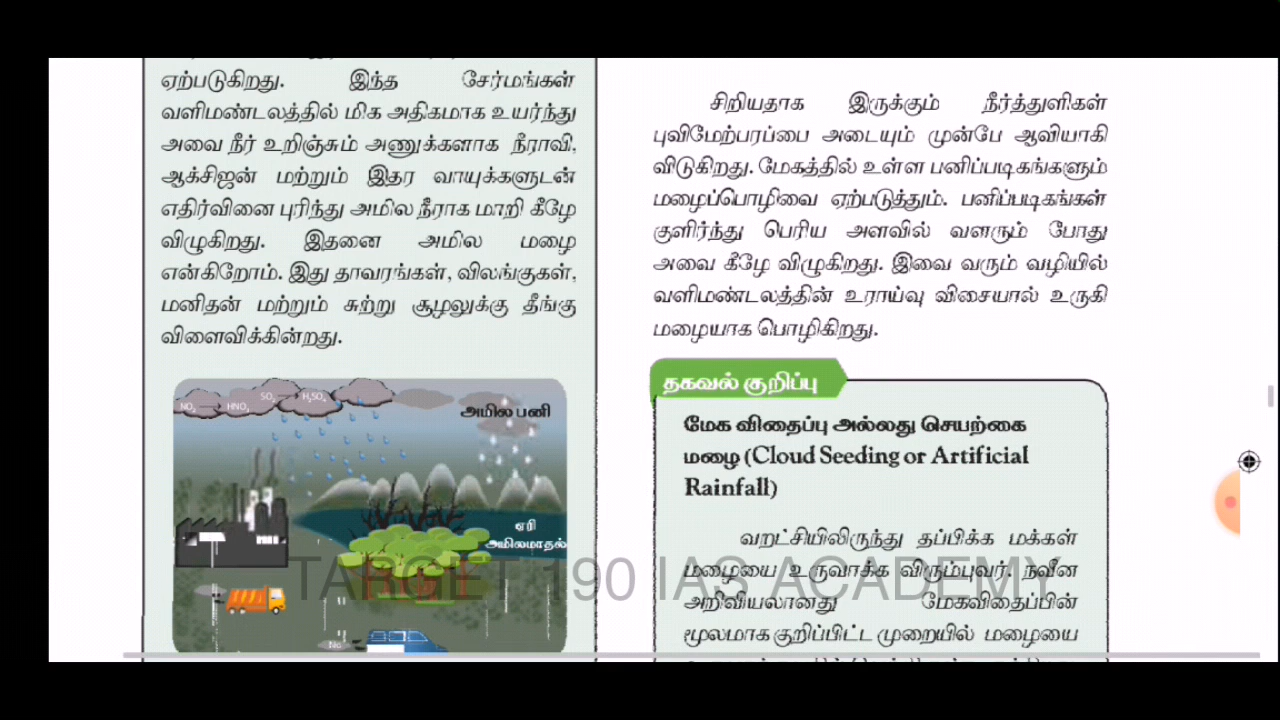 ஏற்படுகிறது. இந்த சேர்மங்கள்
வளிமண்டலத்தில் மிக அதிகமாக உயர்ந்து
அவை நீர் உறிஞ்சும் அணுக்களாக நீராவி,
ஆக்சிஜன் மற்றும் இதர வாயுக்களுடன்
எதிர்வினை புரிந்து அமில நீராக மாறி கீழே
விழுகிறது. இதனை அமில மழை
என்கிறோம். இது தாவரங்கள், விலங்குகள்,
மனிதன் மற்றும் சுற்று சூழலுக்கு தீங்கு
விளைவிக்கின்றது.
NO₂ → HNO₃
SO₂ → H₂SO₄
அமில பனி
ஏரி
அமிலமாதல்
சிறியதாக இருக்கும் நீர்த்துளிகள்
புவிமேற்பரப்பை அடையும் முன்பே ஆவியாகி
விடுகிறது. மேகத்தில் உள்ள பனிப்படிகங்களும்
மழைப்பொழிவை ஏற்படுத்தும். பனிப்படிகங்கள்
குளிர்ந்து பெரிய அளவில் வளரும் போது
அவை கீழே விழுகிறது. இவை வரும் வழியில்
வளிமண்டலத்தின் உராய்வு விசையால் உருகி
மழையாக பொழிகிறது.
தகவல் குறிப்பு
மேக விதைப்பு அல்லது செயற்கை
மழை (Cloud Seeding or Artificial
Rainfall)
வறட்சியிலிருந்து தப்பிக்க மக்கள்
மழையை உருவாக்க விரும்புவர். நவீன
அறிவியலானது மேகவிதைப்பின்
மூலமாக குறிப்பிட்ட முறையில் மழையை
TARGET 190 IAS ACADEMY